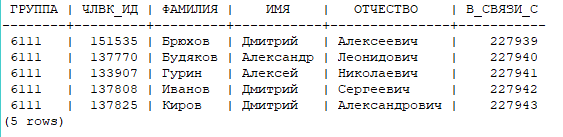 ГРУППА | ЧЛВК_ИД | ФАМИЛИЯ | ИМЯ | ОТЧЕСТВО | В_СВЯЗИ_С
6111 | 151535 | Брюхов | Дмитрий | Алексеевич | 227939
6111 | 137770 | Будяков | Александр | Леонидович | 227940
6111 | 133907 | Гурин | Алексей | Николаевич | 227941
6111 | 137808 | Иванов | Дмитрий | Сергеевич | 227942
6111 | 137825 | Киров | Дмитрий | Александрович | 227943
(5 rows)